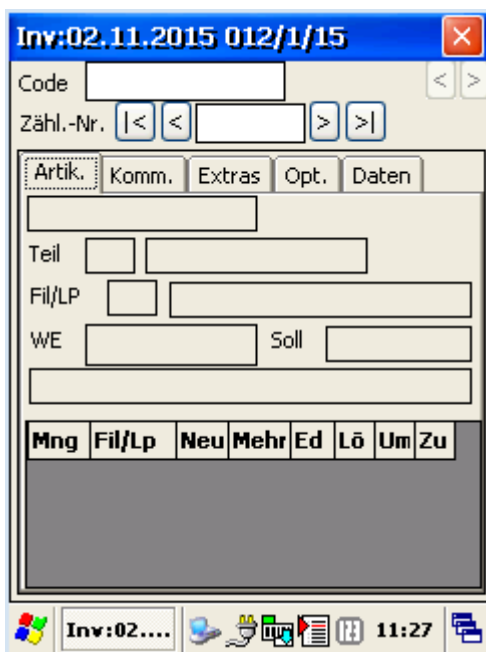 Inv:02.11.2015 012/1/15
Code < >
Zähl.-Nr. |< < > >|
Artik. Komm. Extras Opt. Daten
Teil
Fil/LP
WE Soll
Mng Fil/Lp Neu Mehr Ed Lö Um Zu
Inv:02.... 11:27